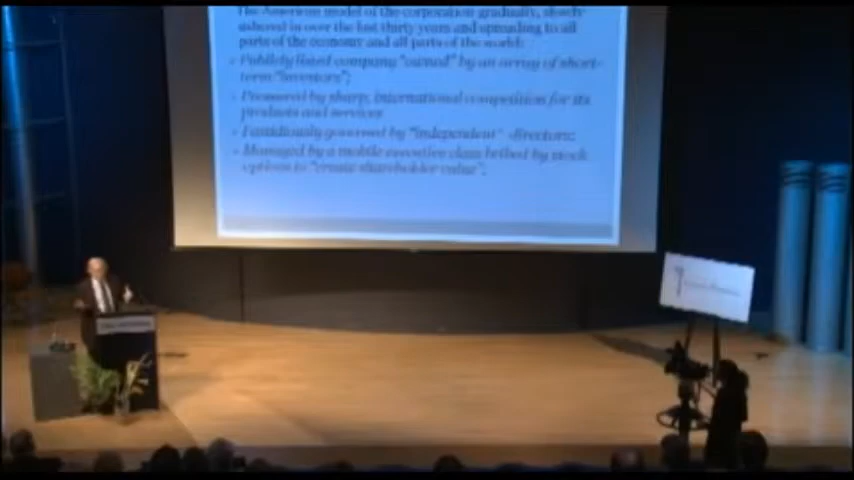 The American model of the corporation gradually, slowly
ushered in over the last thirty years and spreading to all
parts of the economy and all parts of the world:
Publicly listed company "owned" by an array of short-
term "investors";
Pressured by sharp, international competition for its
products and services
Fastidiously governed by "independent" directors;
Managed by a mobile executive class bribed by stock
options to "create shareholder value";